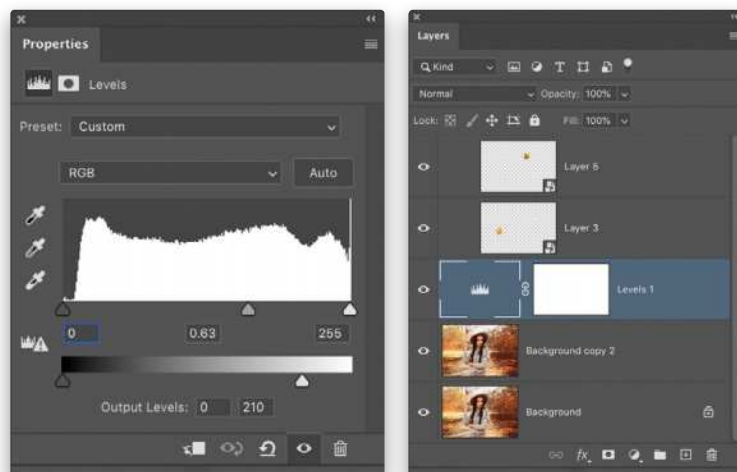 Properties
Levels
Preset: Custom
RGB
Auto
0
0.63
255
Output Levels: 0 210
Layers
Kind
T
Normal
Opacity: 100%
Lock:
Fill: 100%
Layer 5
Layer 3
Levels 1
Background copy 2
Background
fx